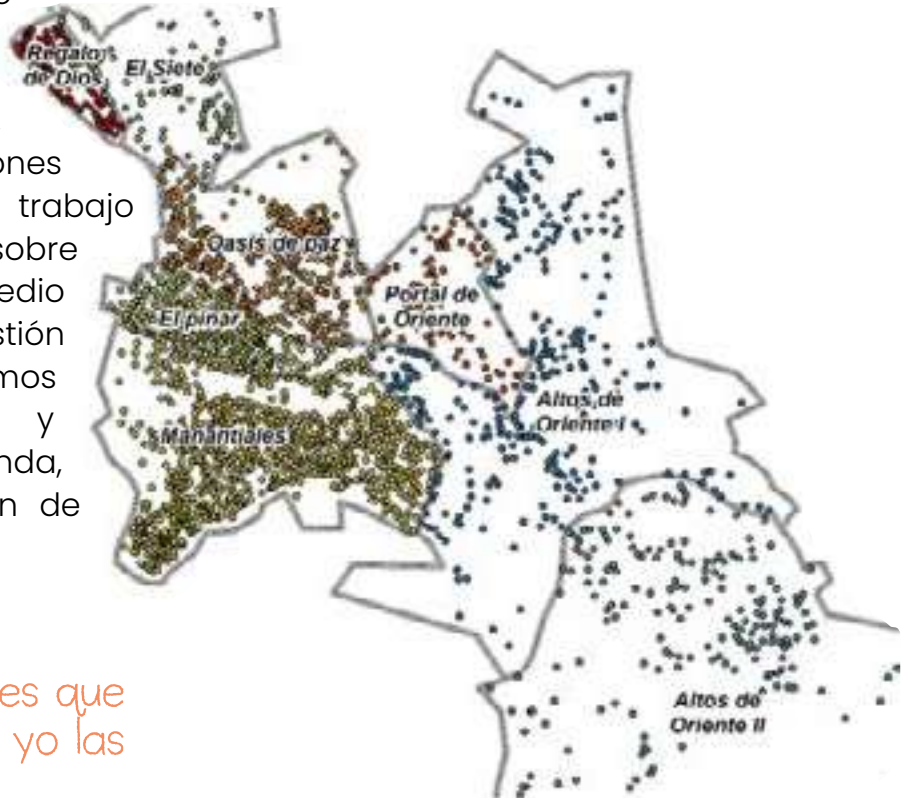 ones
trabajo
sobre
edio
stión
mos
y
nda,
n de
es que
yo las
Regalo
de Dios
El Siete
Oasis de paz
El pinar
Portal de
Oriente
Manantiales
Altos de
Oriente I
Altos de
Oriente II